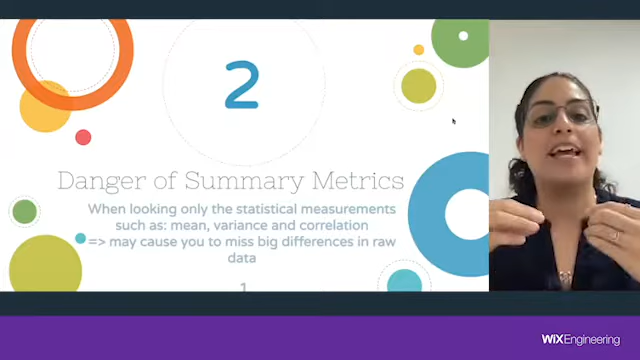 2
Danger of Summary Metrics
When looking only the statistical measurements
such as: mean, variance and correlation
=> may cause you to miss big differences in raw
data
1
WIXEngineering